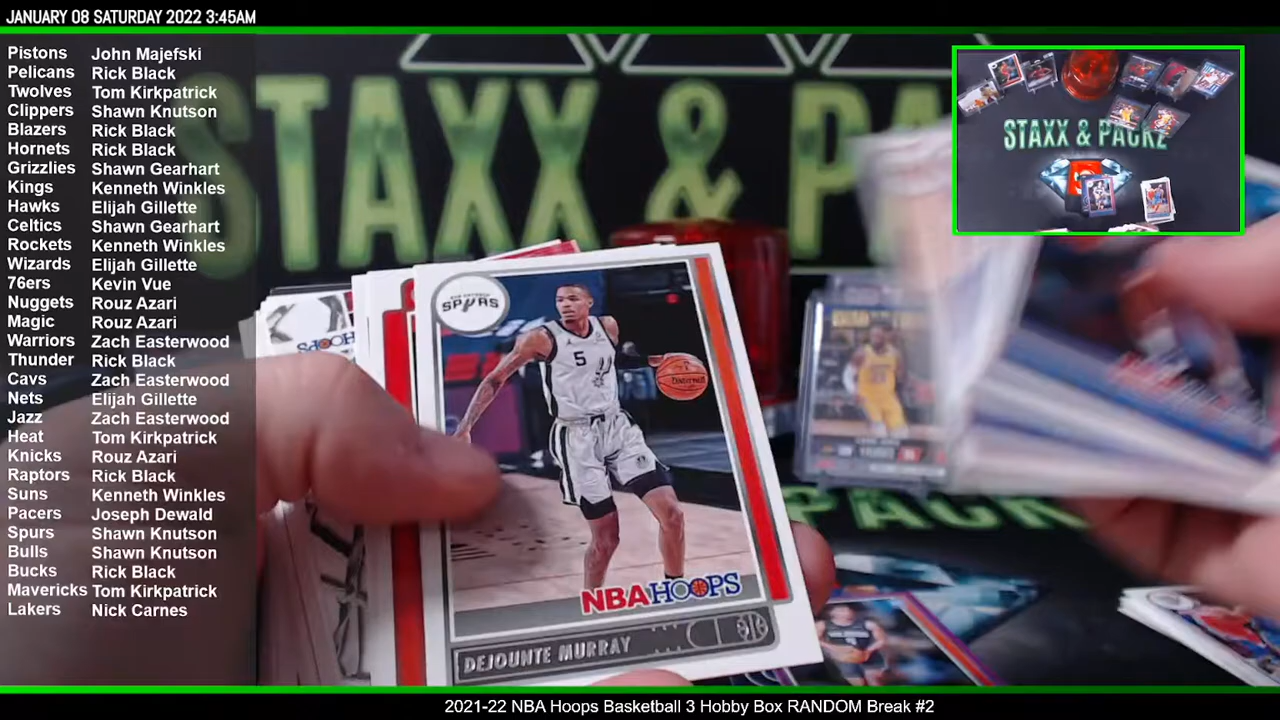 JANUARY 08 SATURDAY 2022 3:45AM
Pistons John Majefski
Pelicans Rick Black
Twolves Tom Kirkpatrick
Clippers Shawn Knutson
Blazers Rick Black
Hornets Rick Black
Grizzlies Shawn Gearhart
Kings Kenneth Winkles
Hawks Elijah Gillette
Celtics Shawn Gearhart
Rockets Kenneth Winkles
Wizards Elijah Gillette
76ers Kevin Vue
Nuggets Rouz Azari
Magic Rouz Azari
Warriors Zach Easterwood
Thunder Rick Black
Cavs Zach Easterwood
Nets Elijah Gillette
Jazz Zach Easterwood
Heat Tom Kirkpatrick
Knicks Rouz Azari
Raptors Rick Black
Suns Kenneth Winkles
Pacers Joseph Dewald
Spurs Shawn Knutson
Bulls Shawn Knutson
Bucks Rick Black
Mavericks Tom Kirkpatrick
Lakers Nick Carnes
STAXX & P
STAXX & PACKZ
SPURS
5
HOOPS
NBA HOOPS
DEJOUNTE MURRAY
PACK
2021-22 NBA Hoops Basketball 3 Hobby Box RANDOM Break #2